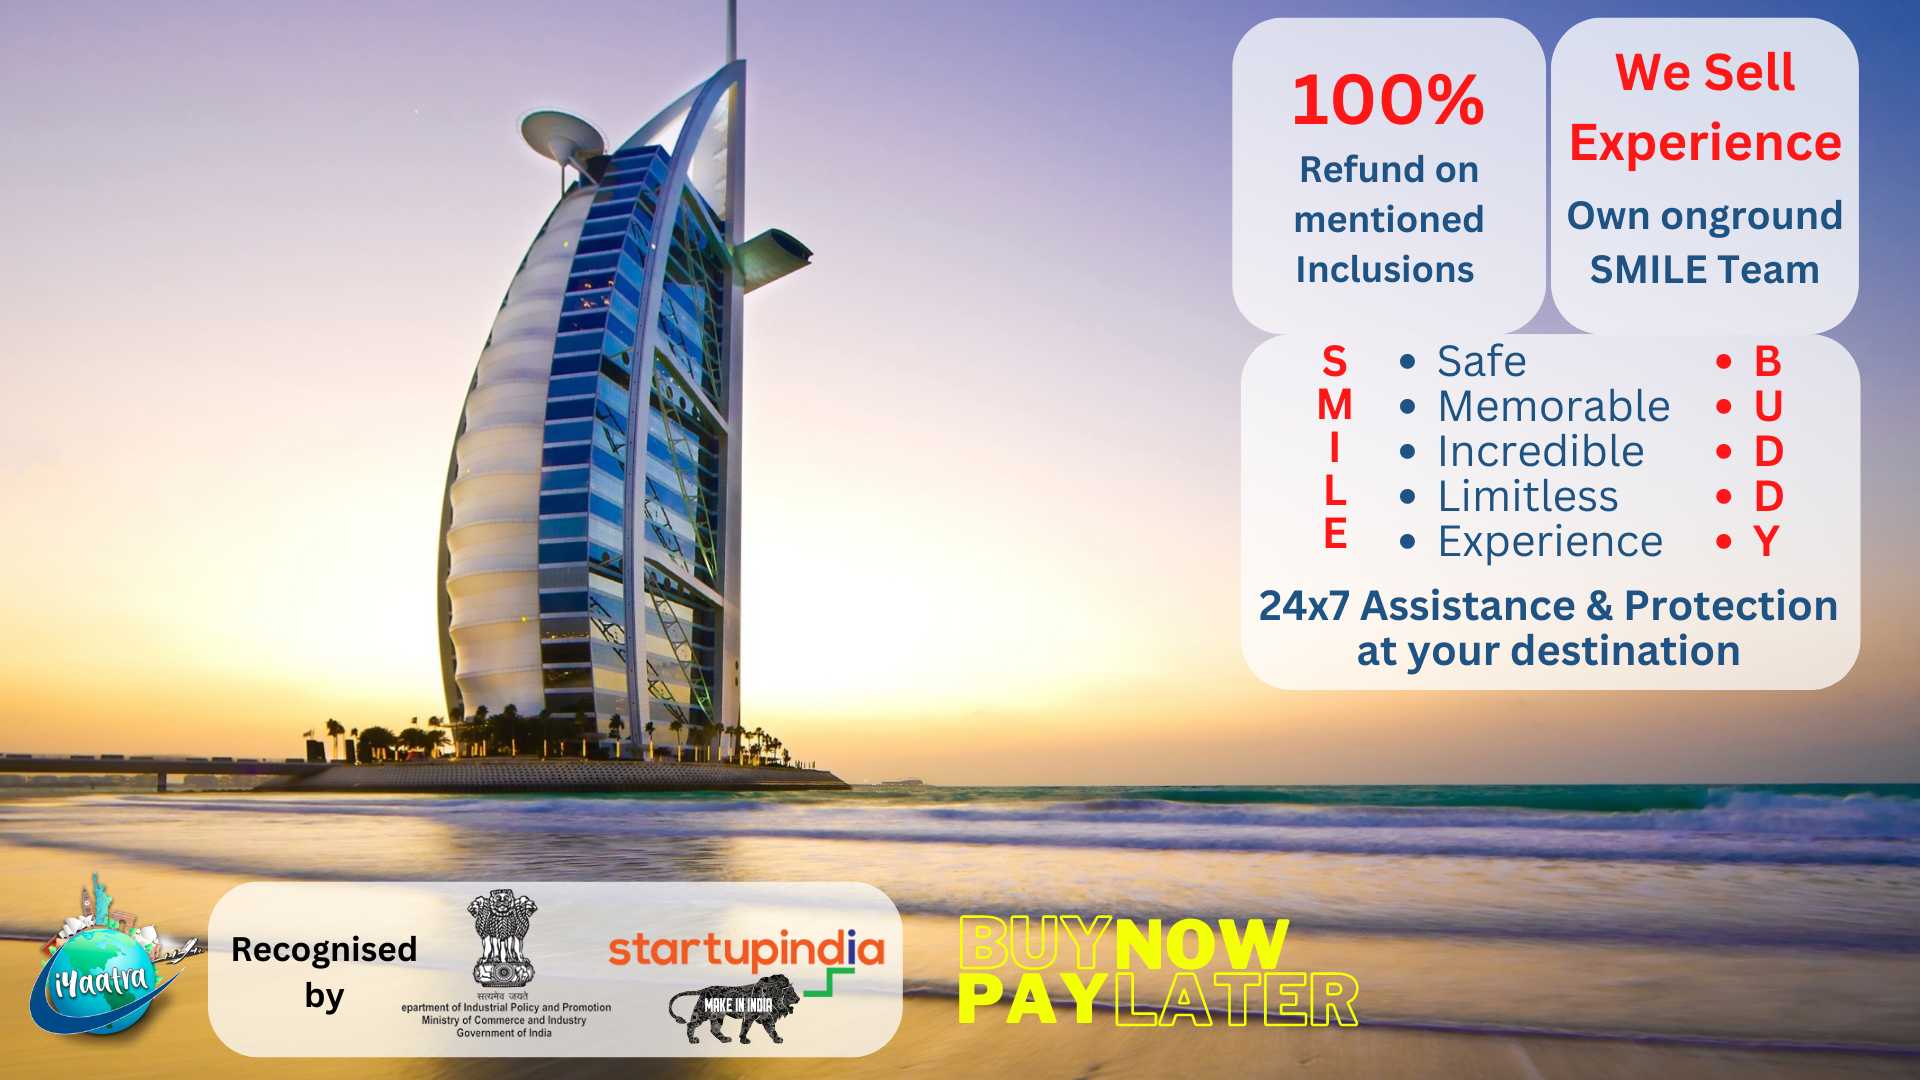 100%
Refund on
mentioned
Inclusions
We Sell
Experience
Own onground
SMILE Team
S
M
I
L
E
• Safe
• Memorable
• Incredible
• Limitless
• Experience
• B
• U
• D
• D
• Y
24x7 Assistance & Protection
at your destination
iYaatra
Recognised
by
सत्यमेव जयते
epartment of Industrial Policy and Promotion
Ministry of Commerce and Industry
Government of India
startupindia
MAKE IN INDIA
BUYNOW
PAYLATER